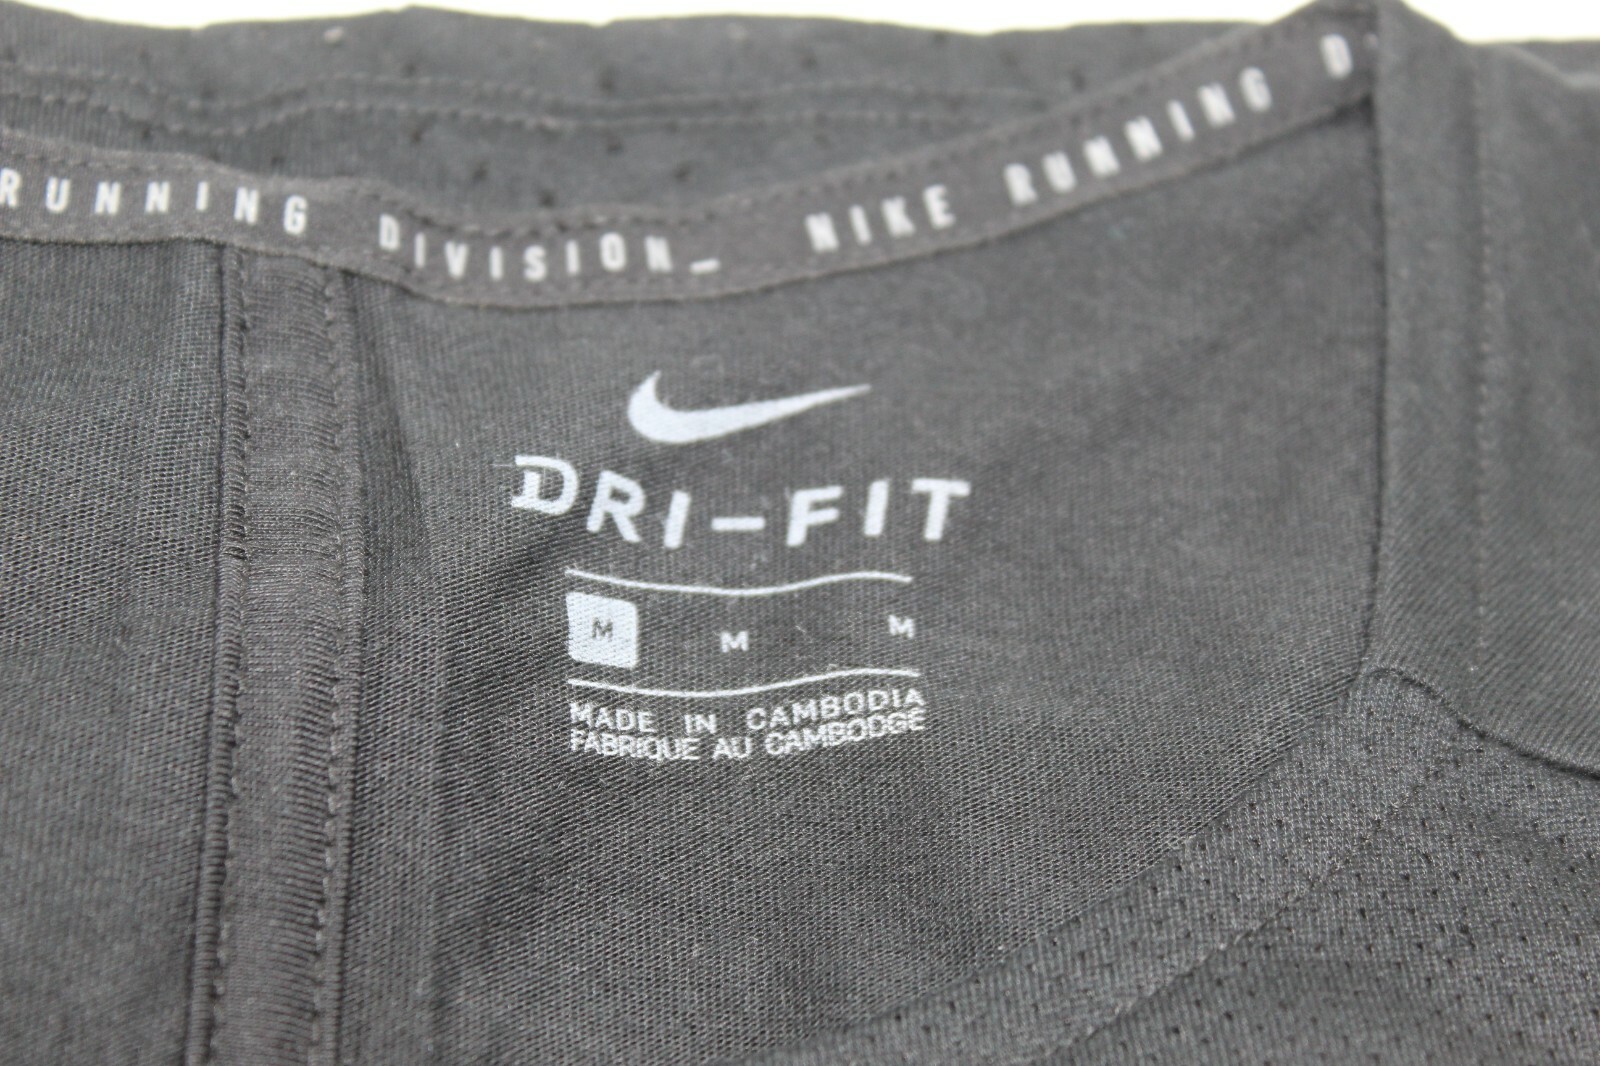 RUNNING DIVISION_ NIKE RUNNING D
DRI-FIT
M M M
MADE IN CAMBODIA
FABRIQUE AU CAMBODGE